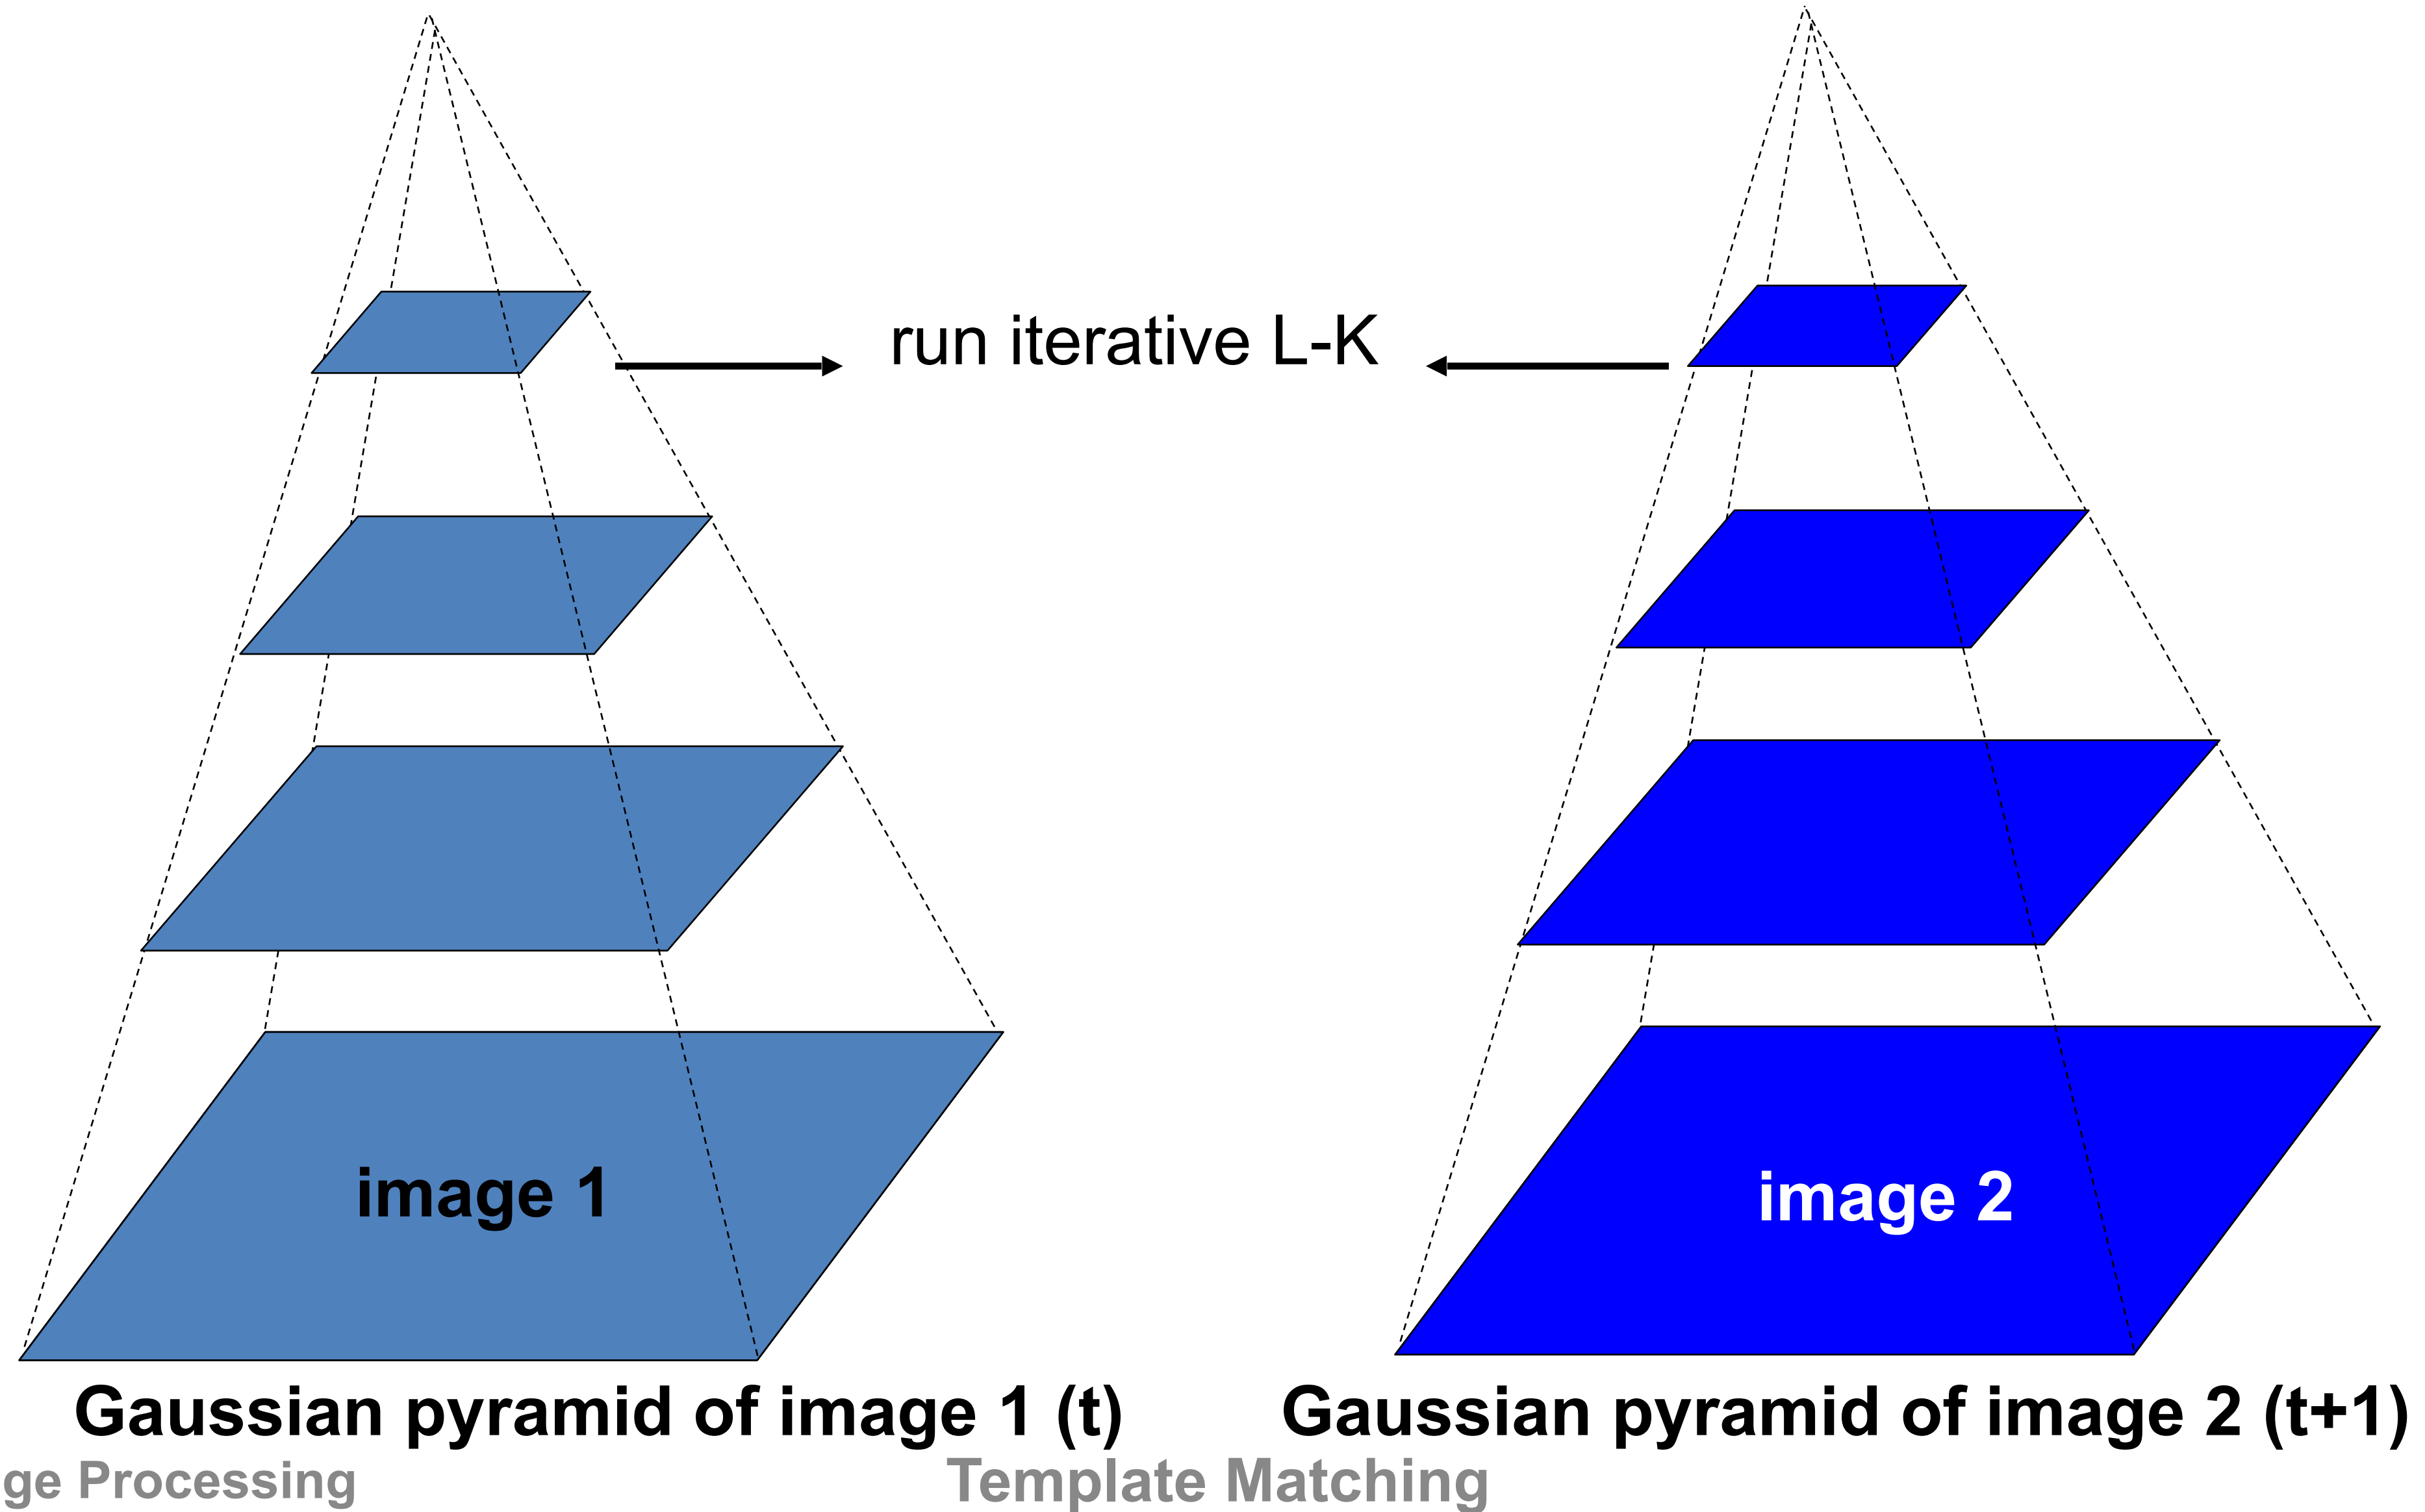 run iterative L-K
image 1
image 2
Gaussian pyramid of image 1 (t)
Gaussian pyramid of image 2 (t+1)
ge Processing
Template Matching